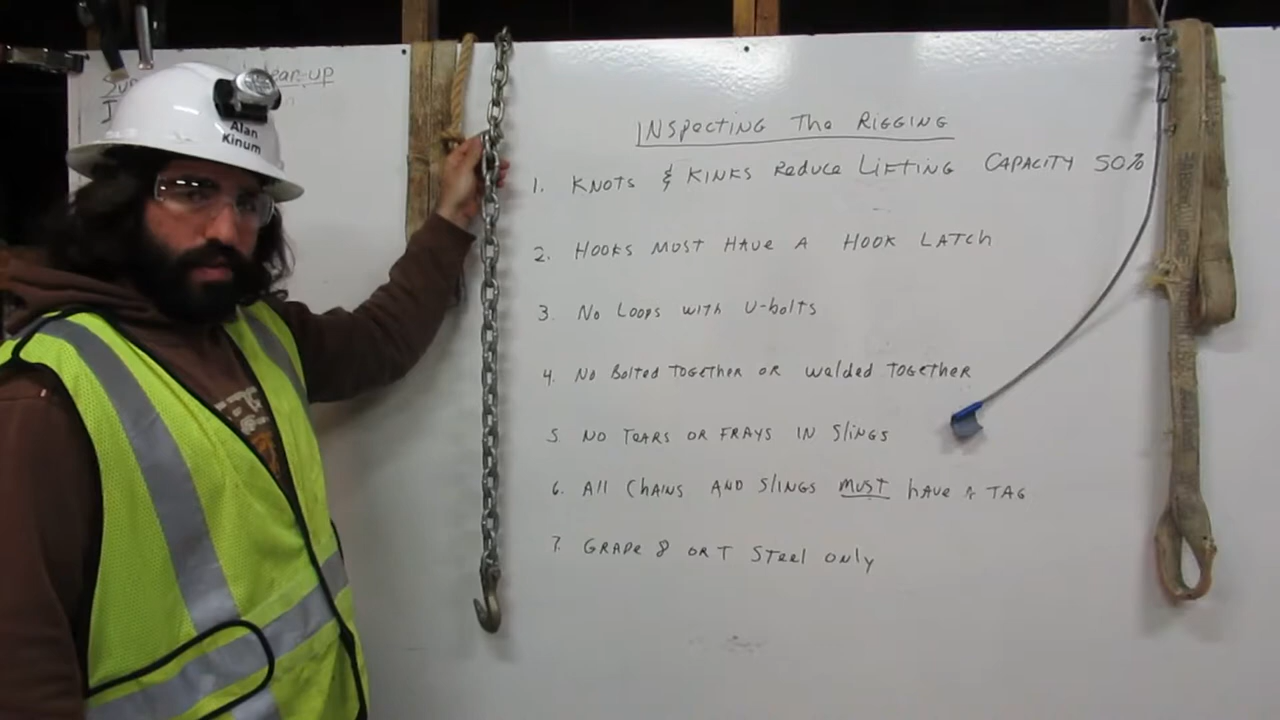 Alan
Kinum
INSPECTING The RIGGING
1. KNOTS & KINKS Reduce LIFTING CAPACITY 50%
2. HOOKS MUST HAVE A HOOK LATCH
3. No Loops with U-bolts
4. No Bolted TOGETHER OR welded TOGETHER
5. NO TEARS OR FRAYS IN SlINGS
6. All ChAINS AND SlINGS MUST hAVE A TAG
7. GRADE 8 OR T STeel ONly